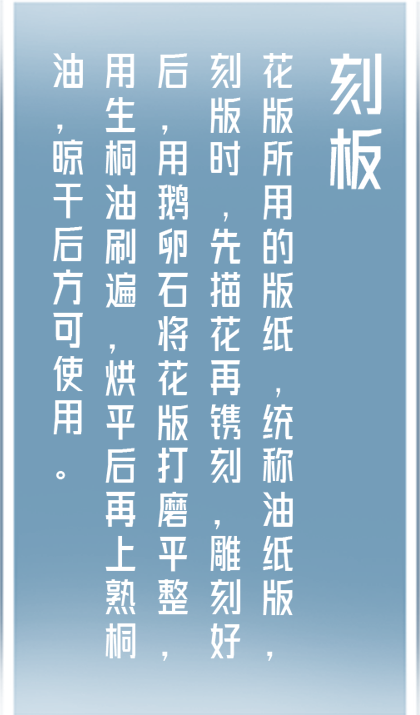 刻板
花版所用的版纸，统称油纸版，
刻版时，先描花再镌刻，雕刻好
后，用鹅卵石将花版打磨平整，
用生桐油刷遍，烘平后再上熟桐
油，晾干后方可使用。